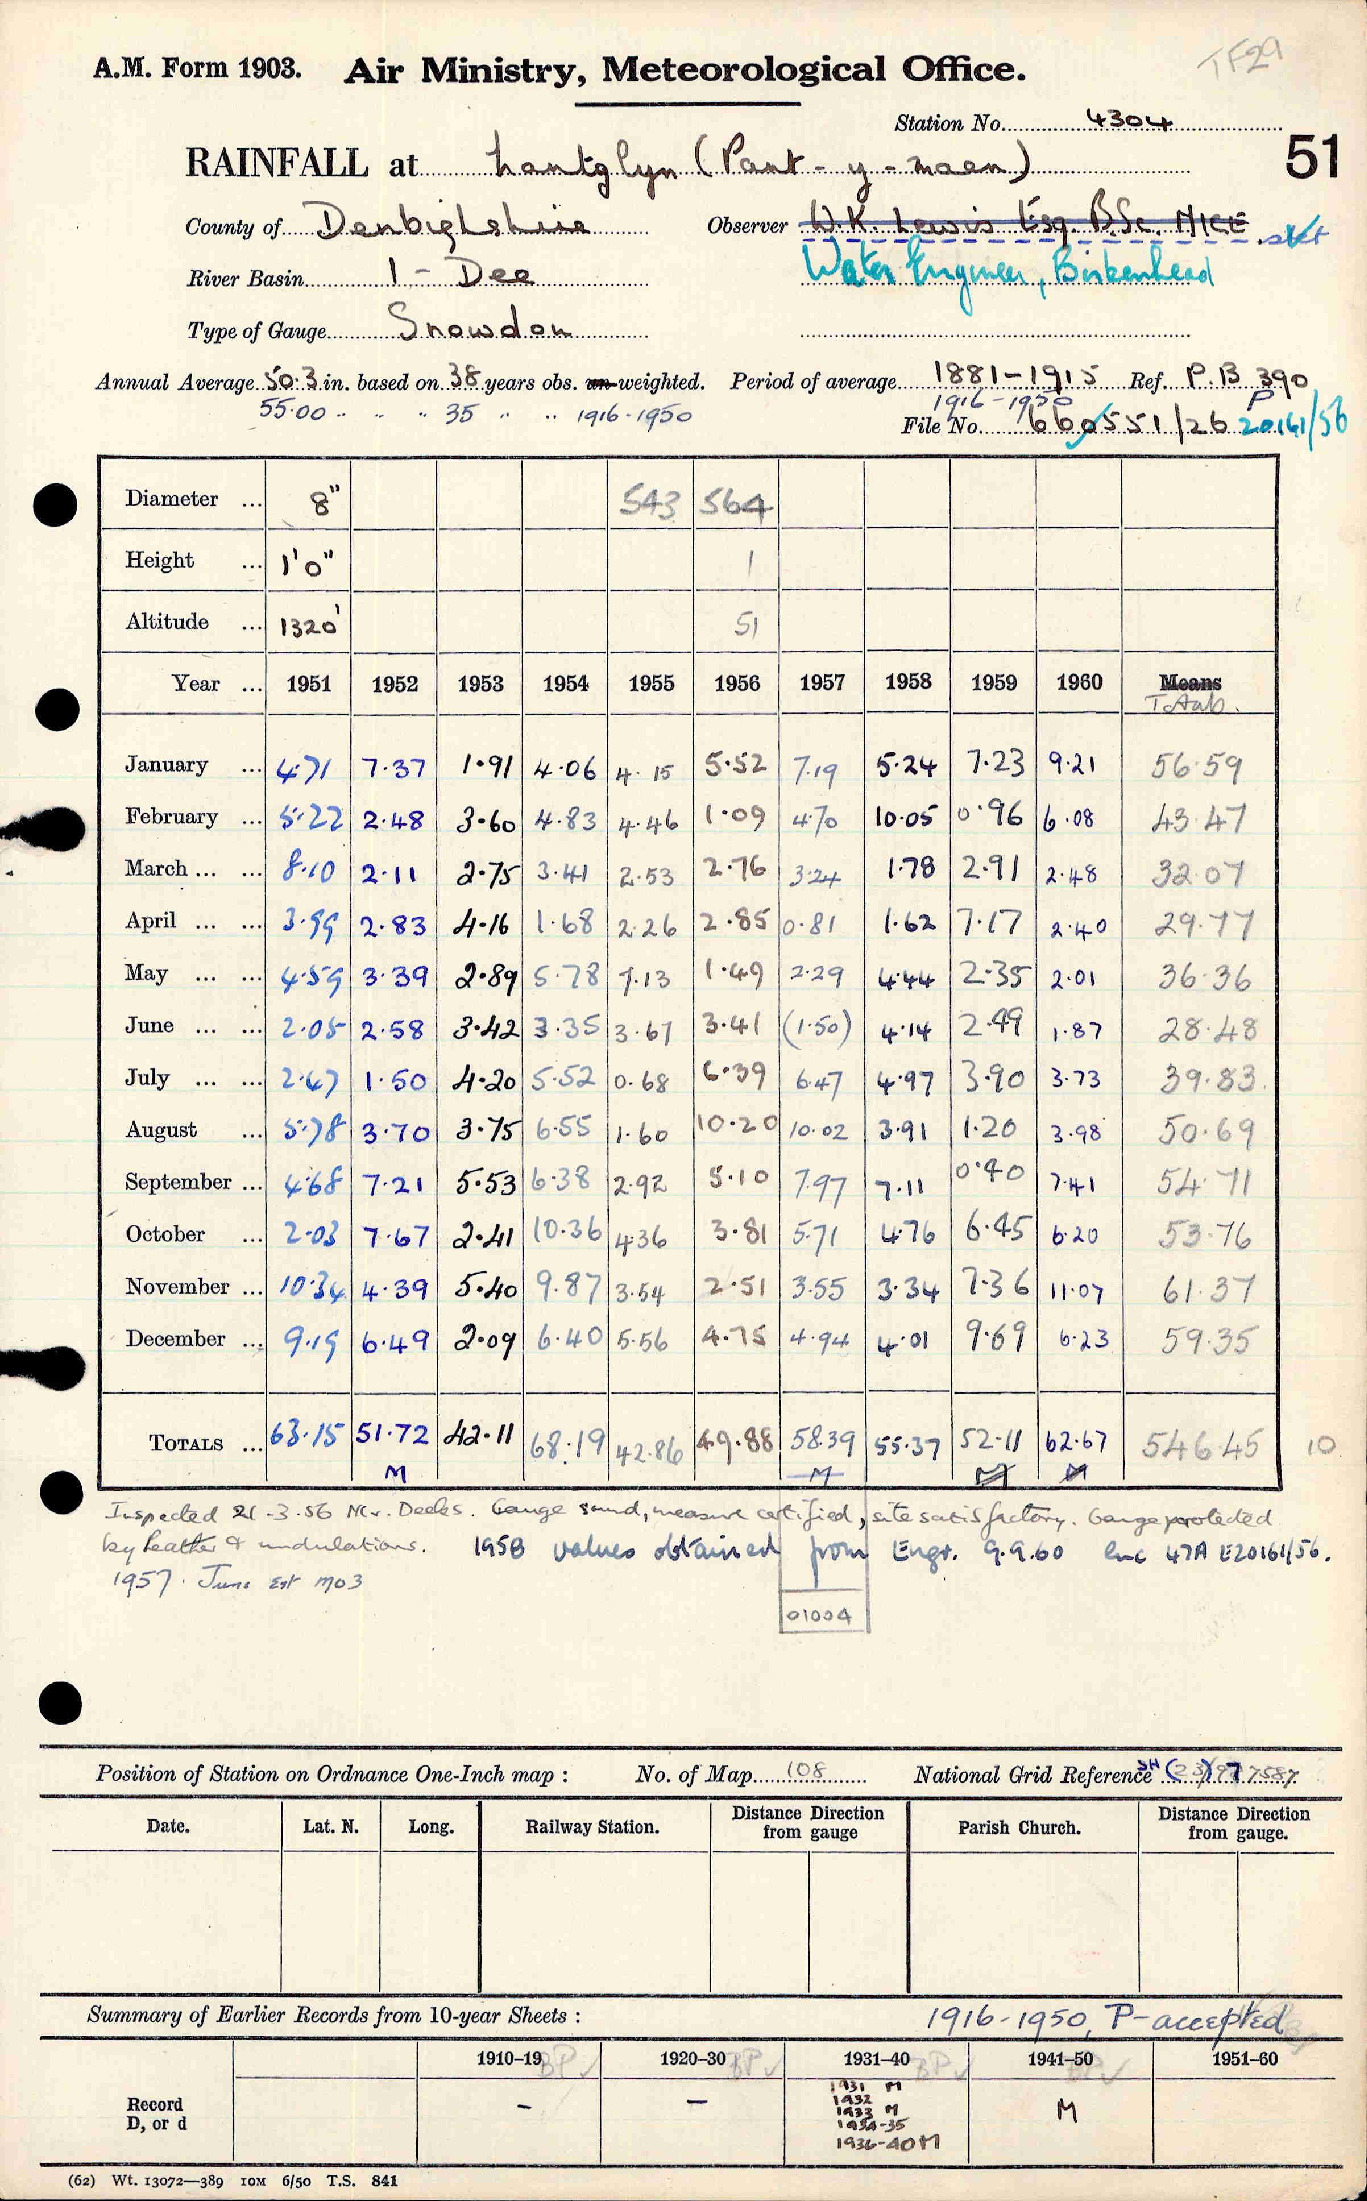 TF29
A.M. Form 1903. Air Ministry, Meteorological Office.
Station No. 4304
51
RAINFALL at Lantglyn (Pant-y-maen)
County of Denbighshire Observer W.K. Lewis Esq. B.Sc. MICE
Water Engineer, Birkenhead
River Basin 1 - Dee
Type of Gauge Snowdon
Annual Average 50.3 in. based on 38 years obs. un-weighted. Period of average 1881-1915 Ref. P.B 390
55.00 " " " 35 " " 1916-1950 1916-1950 P
File No. 660551/26 20161/56
Diameter ... 8" 543 564
Height ... 1'0" 1
Altitude ... 1320' 51
Year ... 1951 1952 1953 1954 1955 1956 1957 1958 1959 1960 Means
Totals.
January ... 4.71 7.37 1.91 4.06 4.15 5.52 7.19 5.24 7.23 9.21 56.59
February ... 5.22 2.48 3.60 4.83 4.46 1.09 4.70 10.05 0.96 6.08 43.47
March ... ... 8.10 2.11 2.75 3.41 2.53 2.76 3.24 1.78 2.91 2.48 32.07
April ... ... 3.99 2.83 4.16 1.68 2.26 2.85 0.81 1.62 7.17 2.40 29.77
May ... ... 4.59 3.39 2.89 5.78 7.13 1.49 2.29 4.44 2.35 2.01 36.36
June ... ... 2.05 2.58 3.42 3.35 3.67 3.41 (1.50) 4.14 2.49 1.87 28.48
July ... ... 2.47 1.50 4.20 5.52 0.68 6.39 6.47 4.97 3.90 3.73 39.83
August ... 5.78 3.70 3.75 6.55 1.60 10.20 10.02 3.91 1.20 3.98 50.69
September ... 4.68 7.21 5.53 6.38 2.92 5.10 7.97 7.11 0.40 7.41 54.71
October ... 2.03 7.67 2.41 10.36 4.36 3.81 5.71 4.76 6.45 6.20 53.76
November ... 10.34 4.39 5.40 9.87 3.54 2.51 3.55 3.34 7.36 11.07 61.37
December ... 9.19 6.49 2.09 6.40 5.56 4.75 4.94 4.01 9.69 6.23 59.35
TOTALS ... 63.15 51.72 42.11 68.19 42.86 49.88 58.39 55.37 52.11 62.67 546.45 10
M M M M
Inspected 21.3.56 Mr. Deeks. Gauge sound, measure certified, site satisfactory. Gauge protected
by heather & undulations. 1958 values obtained from Engr. 9.9.60 Enc 47A E20161/56.
1957. June Est MO3
01004
Position of Station on Ordnance One-Inch map : No. of Map 108 National Grid Reference SH (23) 977587
Date. Lat. N. Long. Railway Station. Distance Direction from gauge Parish Church. Distance Direction from gauge.
Summary of Earlier Records from 10-year Sheets : 1916-1950, P-accepted
1910-19 BP ✓ 1920-30 BP ✓ 1931-40 BP ✓ 1941-50 BP ✓ 1951-60
Record
D, or d
- - M
1931 M
1932
1933 M
1934-35
1936-40 M
(62) Wt. 13072—389 10M 6/50 T.S. 841